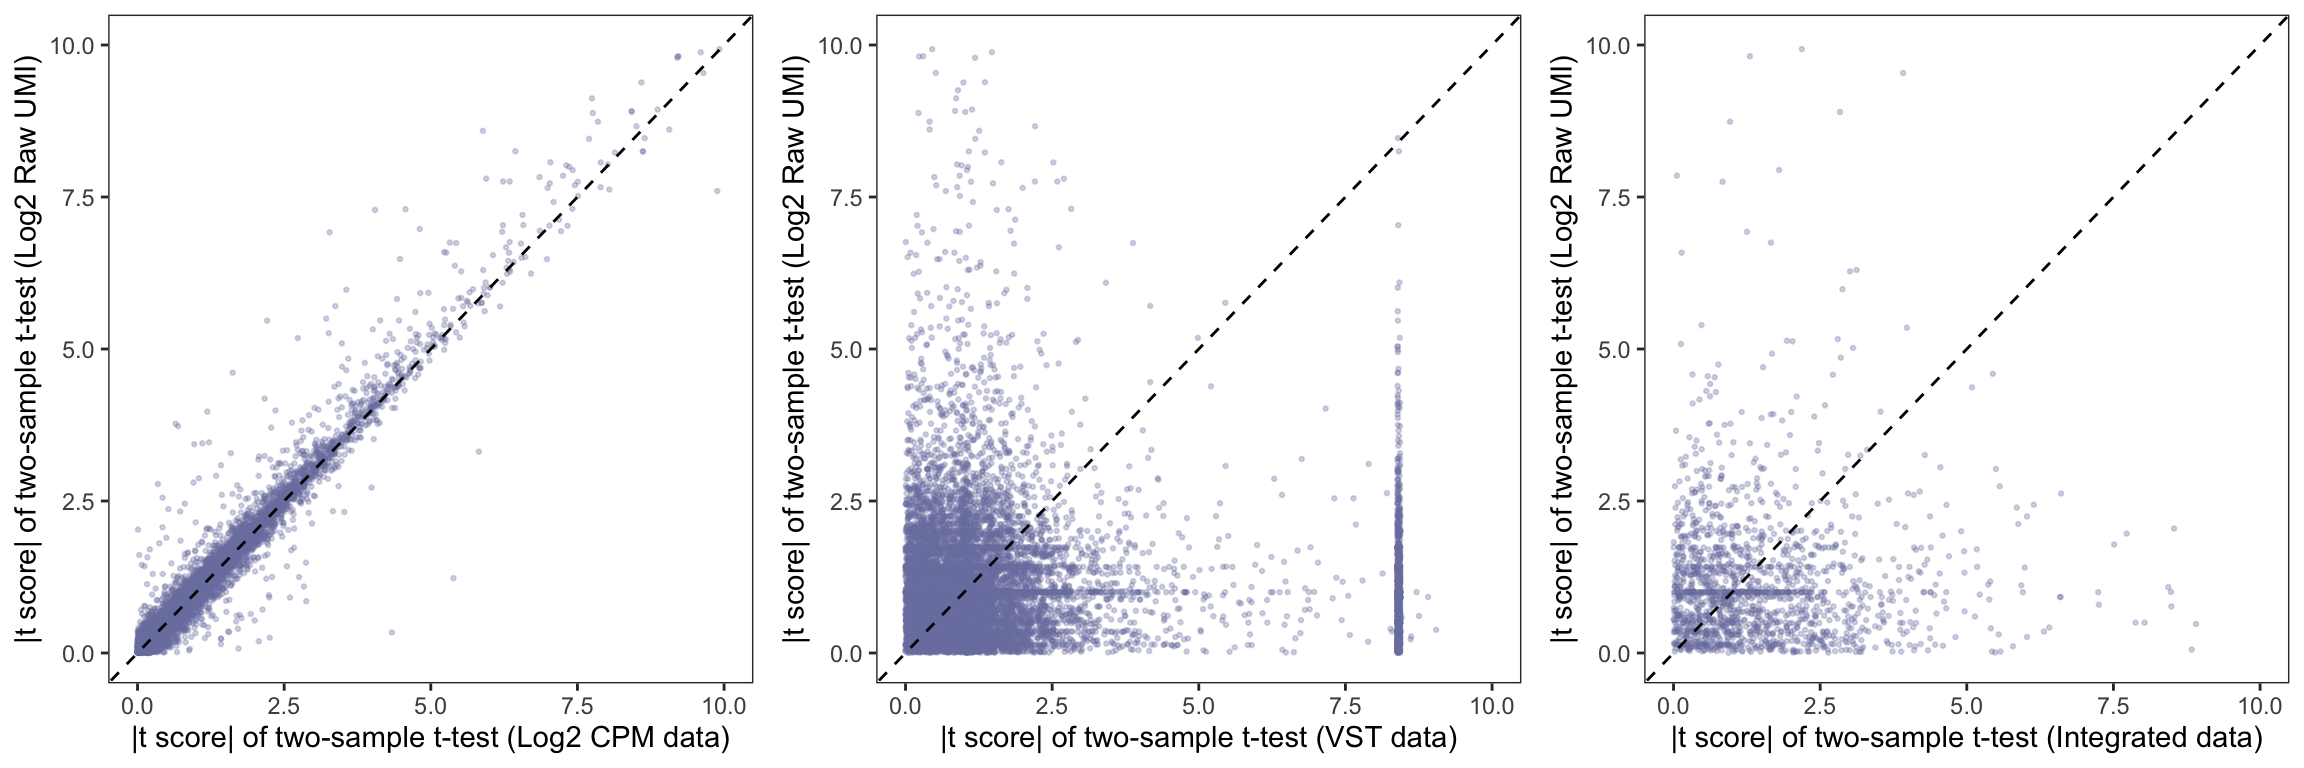 |t score| of two-sample t-test (Log2 Raw UMI)
10.0
7.5
5.0
2.5
0.0
0.0 2.5 5.0 7.5 10.0
|t score| of two-sample t-test (Log2 CPM data)
|t score| of two-sample t-test (Log2 Raw UMI)
10.0
7.5
5.0
2.5
0.0
0.0 2.5 5.0 7.5 10.0
|t score| of two-sample t-test (VST data)
|t score| of two-sample t-test (Log2 Raw UMI)
10.0
7.5
5.0
2.5
0.0
0.0 2.5 5.0 7.5 10.0
|t score| of two-sample t-test (Integrated data)